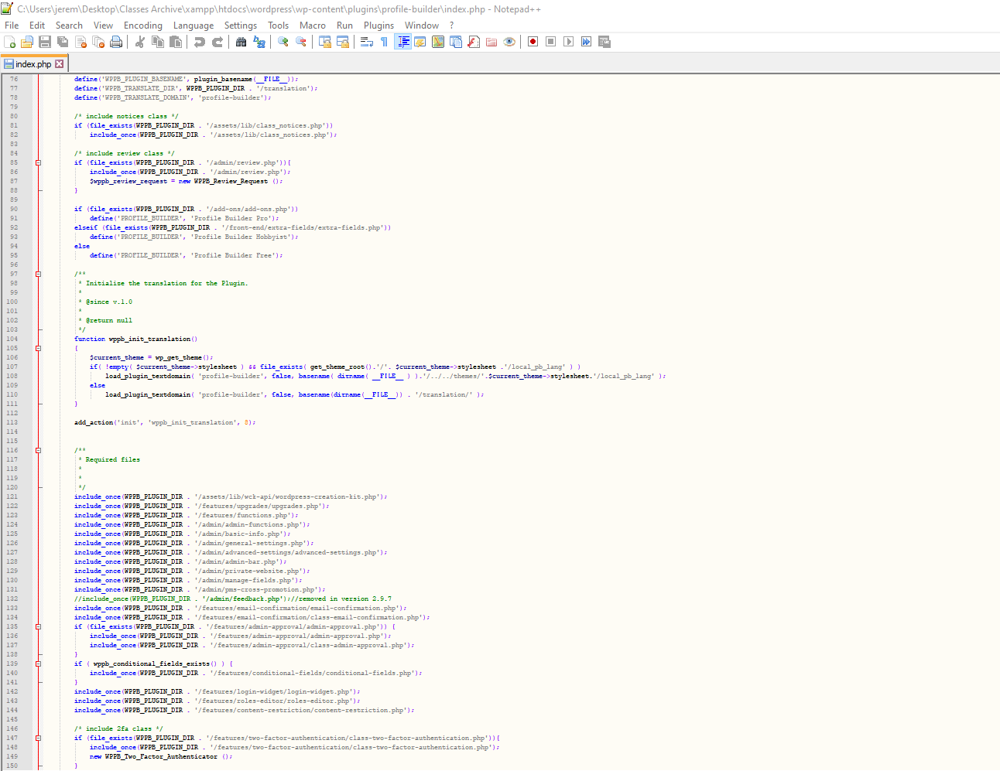 C:\Users\jerem\Desktop\Classes Archive\xampp\htdocs\wordpress\wp-content\plugins\profile-builder\index.php - Notepad++
File Edit Search View Encoding Language Settings Tools Macro Run Plugins Window ?
index.php
76 define('WPPB_PLUGIN_BASENAME', plugin_basename(__FILE__));
77 define('WPPB_TRANSLATE_DIR', WPPB_PLUGIN_DIR . '/translation');
78 define('WPPB_TRANSLATE_DOMAIN', 'profile-builder');
79
80 /* include notices class */
81 if (file_exists(WPPB_PLUGIN_DIR . '/assets/lib/class_notices.php'))
82 include_once(WPPB_PLUGIN_DIR . '/assets/lib/class_notices.php');
83
84 /* include review class */
85 if (file_exists(WPPB_PLUGIN_DIR . '/admin/review.php')){
86 include_once(WPPB_PLUGIN_DIR . '/admin/review.php');
87 $wppb_review_request = new WPPB_Review_Request ();
88 }
89
90 if (file_exists(WPPB_PLUGIN_DIR . '/add-ons/add-ons.php'))
91 define('PROFILE_BUILDER', 'Profile Builder Pro');
92 elseif (file_exists(WPPB_PLUGIN_DIR . '/front-end/extra-fields/extra-fields.php'))
93 define('PROFILE_BUILDER', 'Profile Builder Hobbyist');
94 else
95 define('PROFILE_BUILDER', 'Profile Builder Free');
96
97 /**
98 * Initialise the translation for the Plugin.
99 *
100 * @since v.1.0
101 *
102 * @return null
103 */
104 function wppb_init_translation()
105 {
106 $current_theme = wp_get_theme();
107 if( !empty( $current_theme->stylesheet ) && file_exists( get_theme_root().'/'. $current_theme->stylesheet .'/local_pb_lang' ) )
108 load_plugin_textdomain( 'profile-builder', false, basename( dirname( __FILE__ ) ).'/../../themes/'.$current_theme->stylesheet.'/local_pb_lang' );
109 else
110 load_plugin_textdomain( 'profile-builder', false, basename(dirname(__FILE__)) . '/translation/' );
111 }
112
113 add_action('init', 'wppb_init_translation', 8);
114
115
116 /**
117 * Required files
118 *
119 *
120 */
121 include_once(WPPB_PLUGIN_DIR . '/assets/lib/wck-api/wordpress-creation-kit.php');
122 include_once(WPPB_PLUGIN_DIR . '/features/upgrades/upgrades.php');
123 include_once(WPPB_PLUGIN_DIR . '/features/functions.php');
124 include_once(WPPB_PLUGIN_DIR . '/admin/admin-functions.php');
125 include_once(WPPB_PLUGIN_DIR . '/admin/basic-info.php');
126 include_once(WPPB_PLUGIN_DIR . '/admin/general-settings.php');
127 include_once(WPPB_PLUGIN_DIR . '/admin/advanced-settings/advanced-settings.php');
128 include_once(WPPB_PLUGIN_DIR . '/admin/admin-bar.php');
129 include_once(WPPB_PLUGIN_DIR . '/admin/private-website.php');
130 include_once(WPPB_PLUGIN_DIR . '/admin/manage-fields.php');
131 include_once(WPPB_PLUGIN_DIR . '/admin/pms-cross-promotion.php');
132 //include_once(WPPB_PLUGIN_DIR . '/admin/feedback.php');//removed in version 2.9.7
133 include_once(WPPB_PLUGIN_DIR . '/features/email-confirmation/email-confirmation.php');
134 include_once(WPPB_PLUGIN_DIR . '/features/email-confirmation/class-email-confirmation.php');
135 if (file_exists(WPPB_PLUGIN_DIR . '/features/admin-approval/admin-approval.php')) {
136 include_once(WPPB_PLUGIN_DIR . '/features/admin-approval/admin-approval.php');
137 include_once(WPPB_PLUGIN_DIR . '/features/admin-approval/class-admin-approval.php');
138 }
139 if ( wppb_conditional_fields_exists() ) {
140 include_once(WPPB_PLUGIN_DIR . '/features/conditional-fields/conditional-fields.php');
141 }
142 include_once(WPPB_PLUGIN_DIR . '/features/login-widget/login-widget.php');
143 include_once(WPPB_PLUGIN_DIR . '/features/roles-editor/roles-editor.php');
144 include_once(WPPB_PLUGIN_DIR . '/features/content-restriction/content-restriction.php');
145
146 /* include 2fa class */
147 if (file_exists(WPPB_PLUGIN_DIR . '/features/two-factor-authentication/class-two-factor-authentication.php')){
148 include_once(WPPB_PLUGIN_DIR . '/features/two-factor-authentication/class-two-factor-authentication.php');
149 new WPPB_Two_Factor_Authenticator ();
150 }